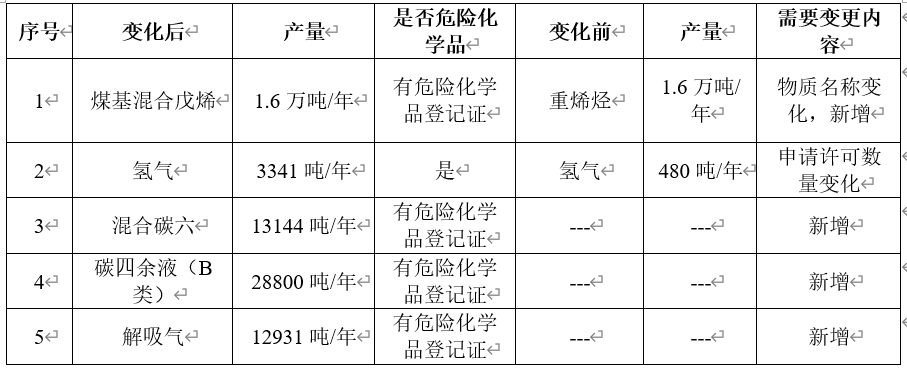 序号 变化后 产量 是否危险化学品 变化前 产量 需要变更内容
1 煤基混合戊烯 1.6 万吨/年 有危险化学品登记证 重烯烃 1.6 万吨/年 物质名称变化，新增
2 氢气 3341 吨/年 是 氢气 480 吨/年 申请许可数量变化
3 混合碳六 13144 吨/年 有危险化学品登记证 --- --- 新增
4 碳四余液（B类） 28800 吨/年 有危险化学品登记证 --- --- 新增
5 解吸气 12931 吨/年 有危险化学品登记证 --- --- 新增